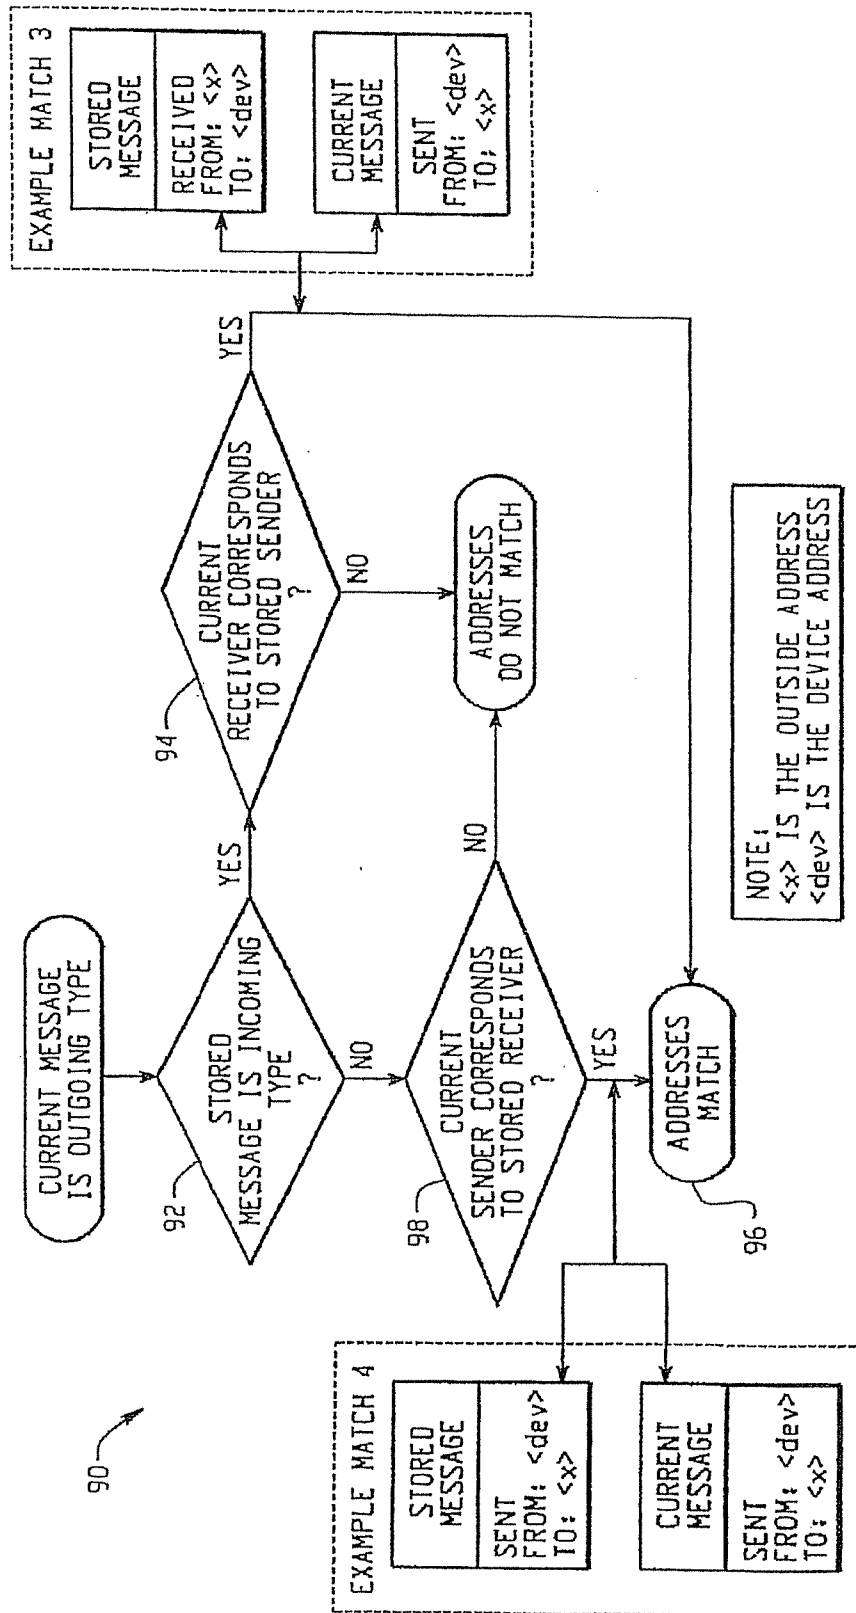 90
CURRENT MESSAGE
IS OUTGOING TYPE
92
STORED
MESSAGE IS INCOMING
TYPE
?
YES
NO
94
CURRENT
RECEIVER CORRESPONDS
TO STORED SENDER
?
YES
NO
EXAMPLE MATCH 3
STORED
MESSAGE
RECEIVED
FROM: <x>
TO: <dev>
CURRENT
MESSAGE
SENT
FROM: <dev>
TO: <x>
98
CURRENT
SENDER CORRESPONDS
TO STORED RECEIVER
?
NO
YES
ADDRESSES
DO NOT MATCH
EXAMPLE MATCH 4
STORED
MESSAGE
SENT
FROM: <dev>
TO: <x>
CURRENT
MESSAGE
SENT
FROM: <dev>
TO: <x>
ADDRESSES
MATCH
96
NOTE:
<x> IS THE OUTSIDE ADDRESS
<dev> IS THE DEVICE ADDRESS